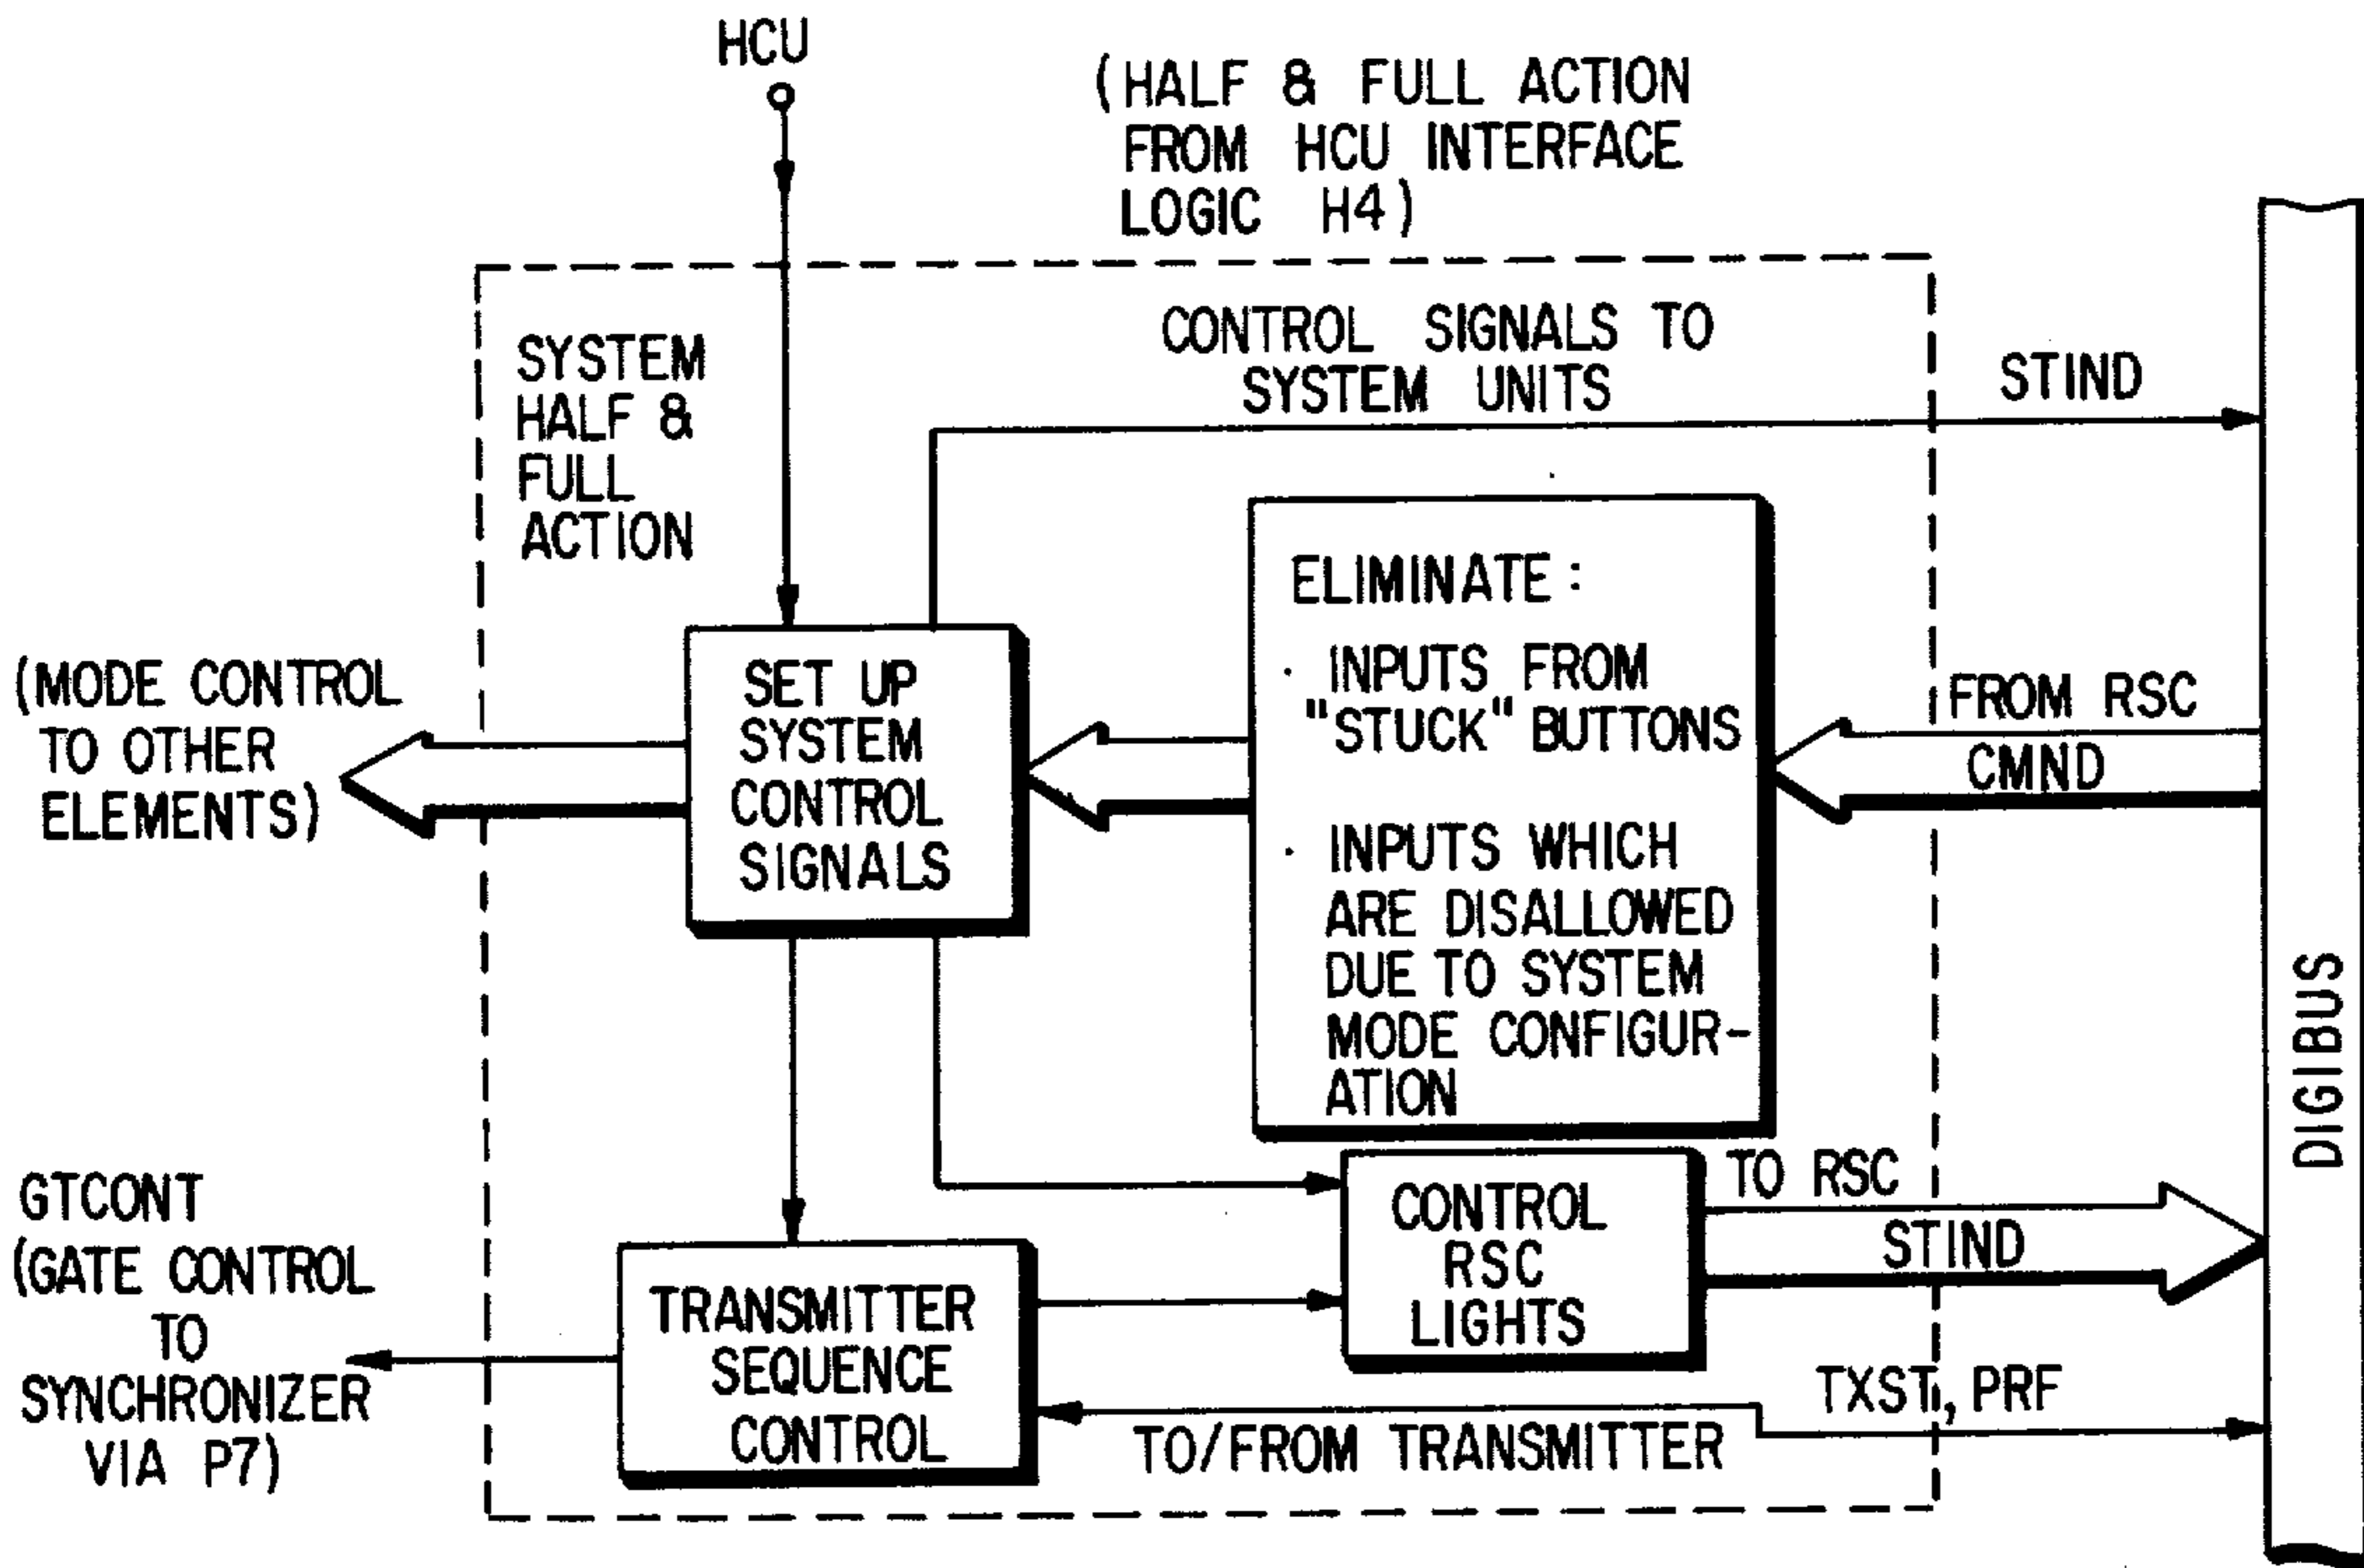 HCU
(HALF & FULL ACTION
FROM HCU INTERFACE
LOGIC H4)
SYSTEM
HALF &
FULL
ACTION
CONTROL SIGNALS TO
SYSTEM UNITS
STIND
ELIMINATE:
· INPUTS FROM
"STUCK" BUTTONS
· INPUTS WHICH
ARE DISALLOWED
DUE TO SYSTEM
MODE CONFIGUR-
ATION
SET UP
SYSTEM
CONTROL
SIGNALS
(MODE CONTROL
TO OTHER
ELEMENTS)
FROM RSC
CMND
DIGIBUS
GTCONT
(GATE CONTROL
TO
SYNCHRONIZER
VIA P7)
TRANSMITTER
SEQUENCE
CONTROL
CONTROL
RSC
LIGHTS
TO RSC
STIND
TXST, PRF
TO/FROM TRANSMITTER